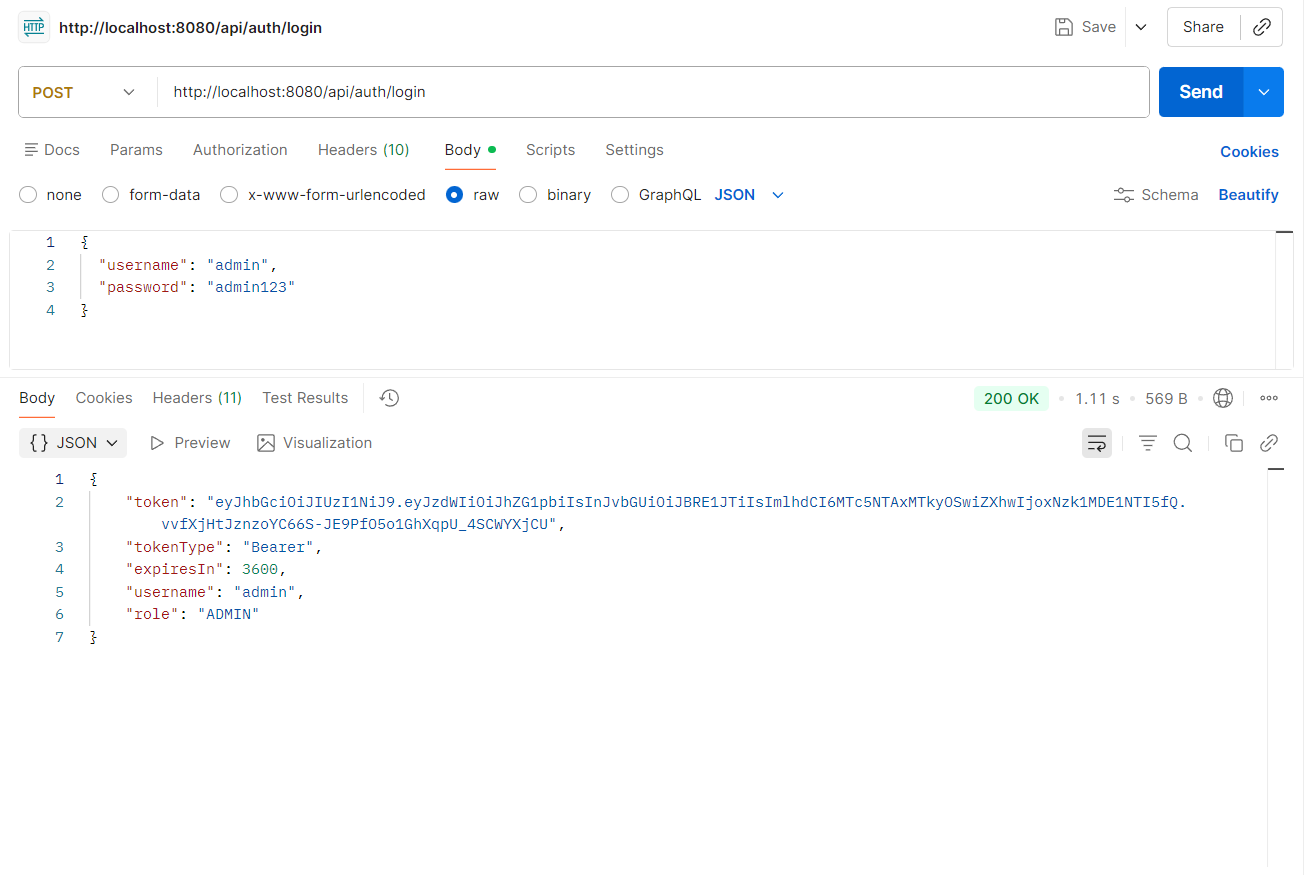 HTTP http://localhost:8080/api/auth/login Save Share
POST http://localhost:8080/api/auth/login Send
Docs Params Authorization Headers (10) Body Scripts Settings Cookies
none form-data x-www-form-urlencoded raw binary GraphQL JSON Schema Beautify
1 {
2 "username": "admin",
3 "password": "admin123"
4 }
Body Cookies Headers (11) Test Results 200 OK 1.11 s 569 B
{} JSON Preview Visualization
1 {
2 "token": "eyJhbGciOiJIUzI1NiJ9.eyJzdWIiOiJhZG1pbiIsInJvbGUiOiJBRE1JTiIsImlhdCI6MTc5NTAxMTkyOSwiZXhwIjoxNzk1MDE1NTI5fQ.
vvfXjHtJznzoYC66S-JE9PfO5o1GhXqpU_4SCWYXjCU",
3 "tokenType": "Bearer",
4 "expiresIn": 3600,
5 "username": "admin",
6 "role": "ADMIN"
7 }